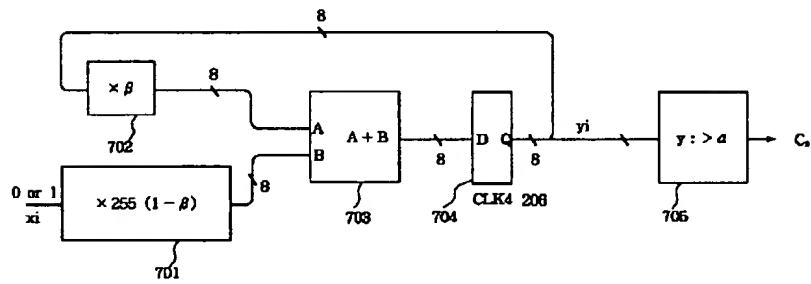 8
× β
8
702
A
B
A + B
8
D Q
8
yi
y : > a
C₀
0 or 1
xi
× 255 (1 − β)
8
703
704
CLK4 206
705
701